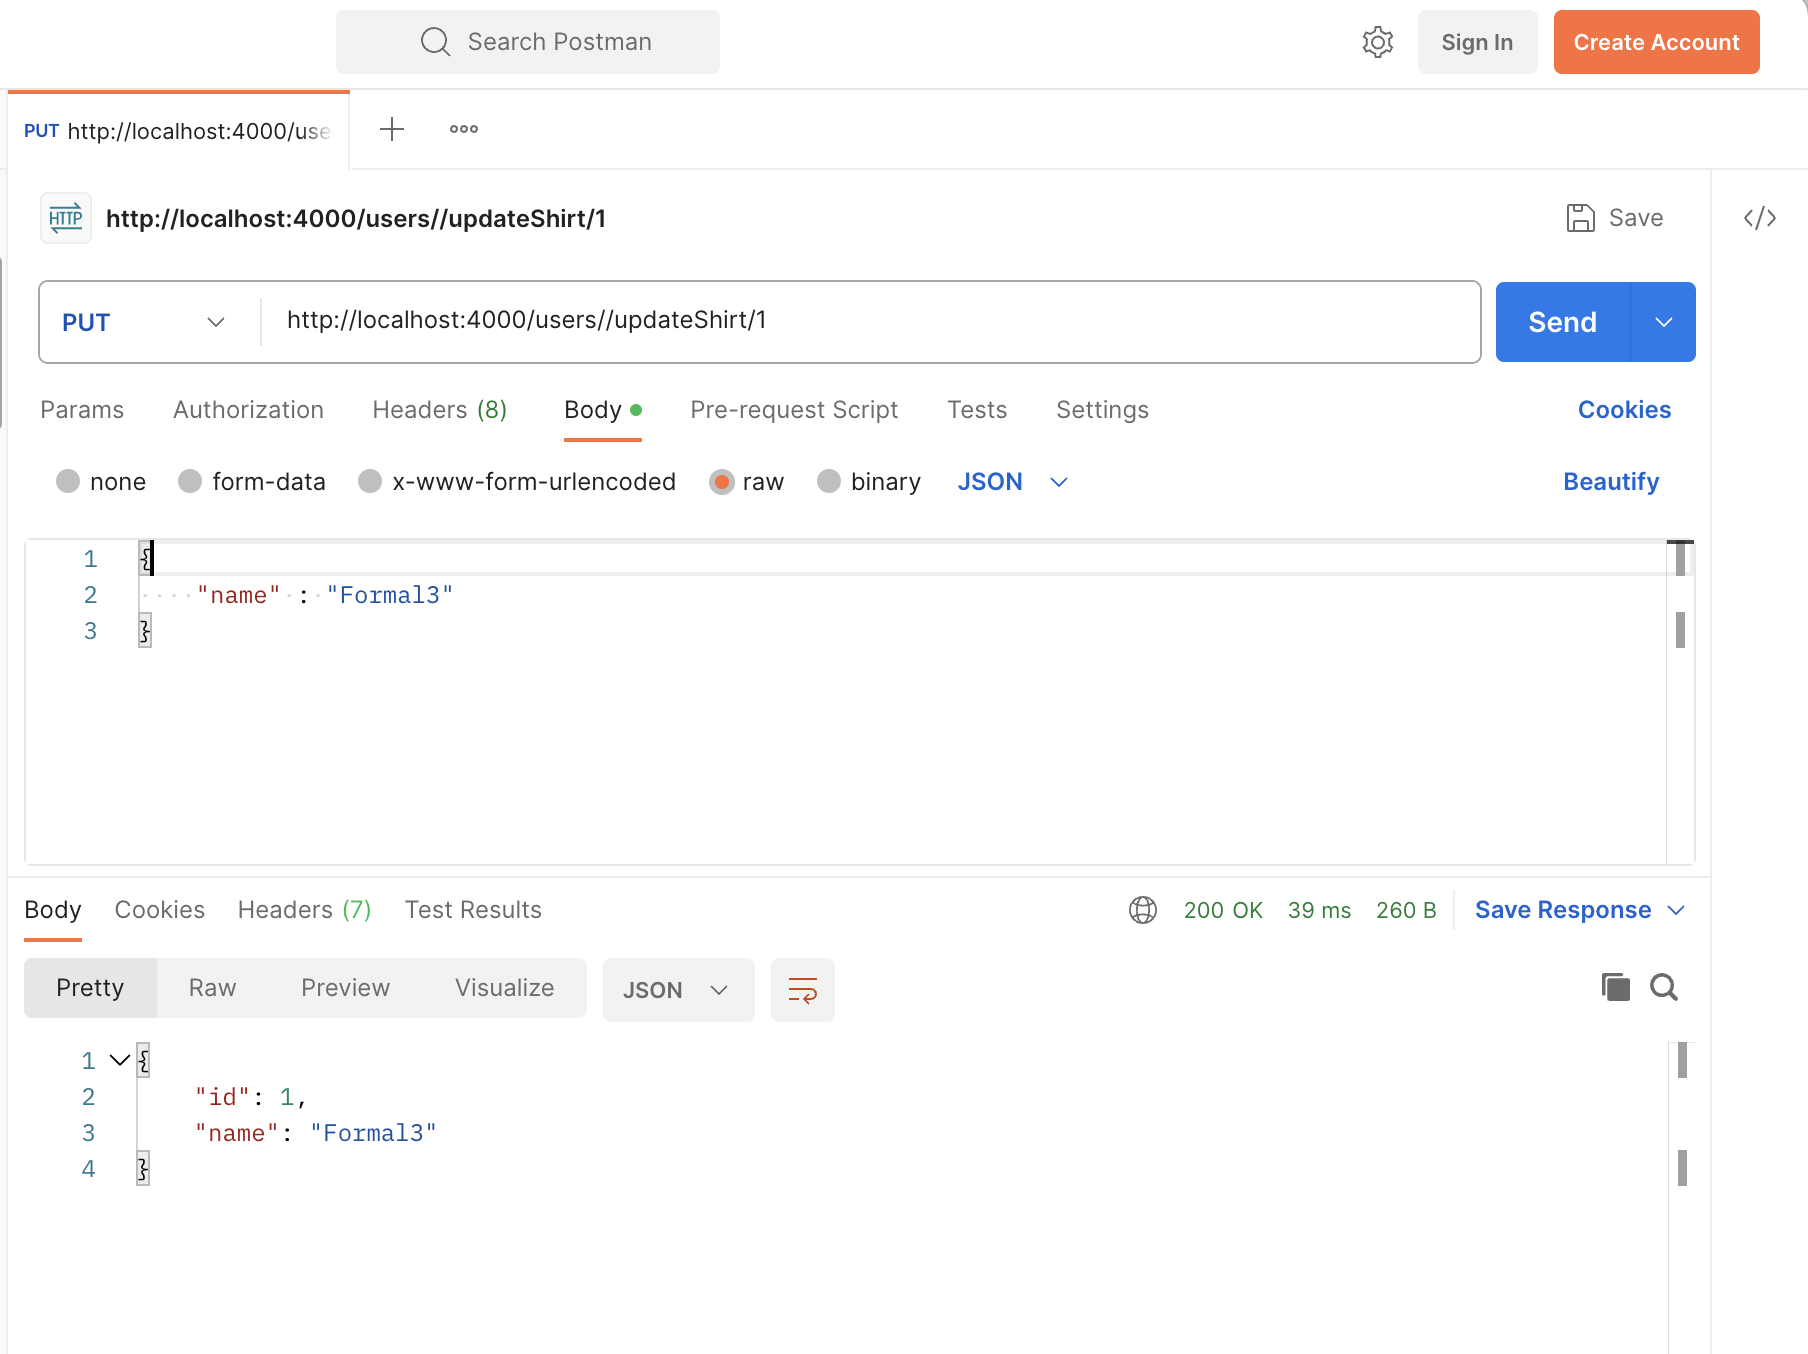 Search Postman
Sign In
Create Account
PUT http://localhost:4000/use
HTTP http://localhost:4000/users//updateShirt/1
Save
</>
PUT http://localhost:4000/users//updateShirt/1
Send
Params Authorization Headers (8) Body Pre-request Script Tests Settings Cookies
none form-data x-www-form-urlencoded raw binary JSON Beautify
1 {
2 "name" : "Formal3"
3 }
Body Cookies Headers (7) Test Results 200 OK 39 ms 260 B Save Response
Pretty Raw Preview Visualize JSON
1 {
2 "id": 1,
3 "name": "Formal3"
4 }